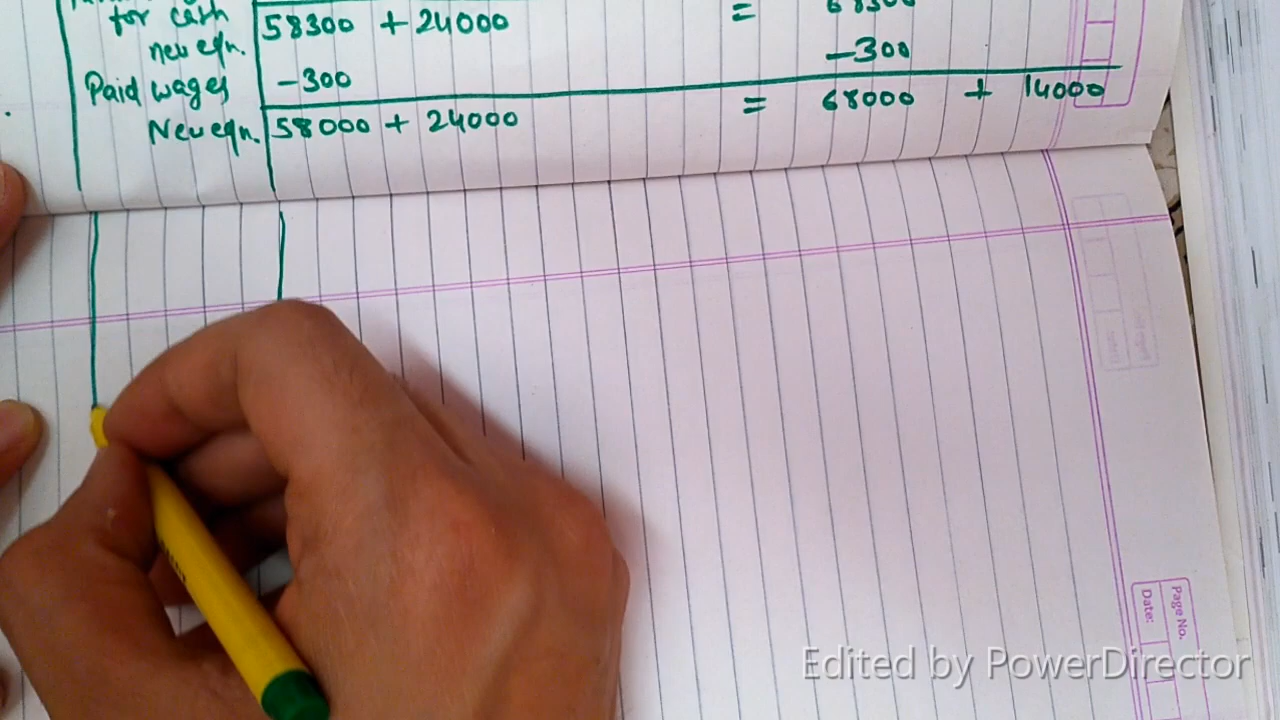 for cash 58300 + 24000 = 68300
new eqn. -300
Paid wages -300
New eqn. 58000 + 24000 = 68000 + 14000
Page No.
Date:
Edited by PowerDirector